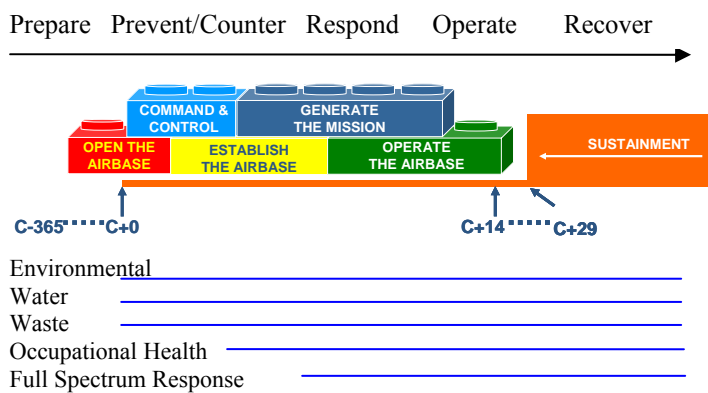 Prepare Prevent/Counter Respond Operate Recover
COMMAND &
CONTROL
GENERATE
THE MISSION
OPEN THE
AIRBASE
ESTABLISH
THE AIRBASE
OPERATE
THE AIRBASE
SUSTAINMENT
C-365 C+0 C+14 C+29
Environmental
Water
Waste
Occupational Health
Full Spectrum Response